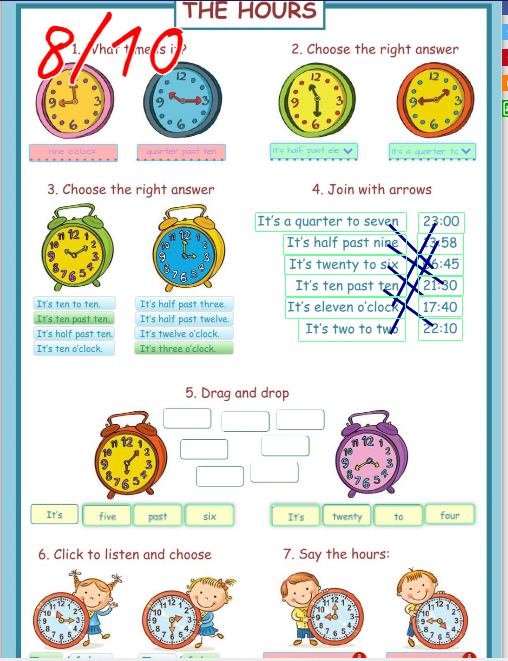 THE HOURS
8/10
1. What time is it?
2. Choose the right answer
nine o'clock
quarter past ten
It's half past ele
It's a quarter to
3. Choose the right answer
4. Join with arrows
It's ten to ten.
It's ten past ten.
It's half past ten.
It's ten o'clock.
It's half past three.
It's half past twelve.
It's twelve o'clock.
It's three o'clock.
It's a quarter to seven 23:00
It's half past nine 13:58
It's twenty to six 06:45
It's ten past ten 21:30
It's eleven o'clock 17:40
It's two to two 22:10
5. Drag and drop
It's five past six
It's twenty to four
6. Click to listen and choose
7. Say the hours: